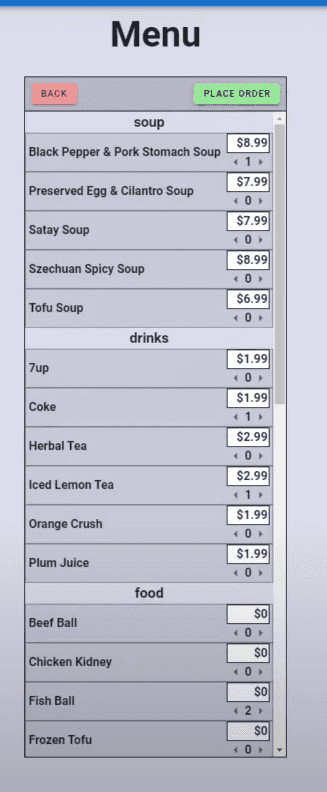 Menu
BACK PLACE ORDER
soup
Black Pepper & Pork Stomach Soup $8.99
1
Preserved Egg & Cilantro Soup $7.99
0
Satay Soup $7.99
0
Szechuan Spicy Soup $8.99
0
Tofu Soup $6.99
0
drinks
7up $1.99
0
Coke $1.99
1
Herbal Tea $2.99
0
Iced Lemon Tea $2.99
1
Orange Crush $1.99
0
Plum Juice $1.99
0
food
Beef Ball $0
0
Chicken Kidney $0
0
Fish Ball $0
2
Frozen Tofu $0
0